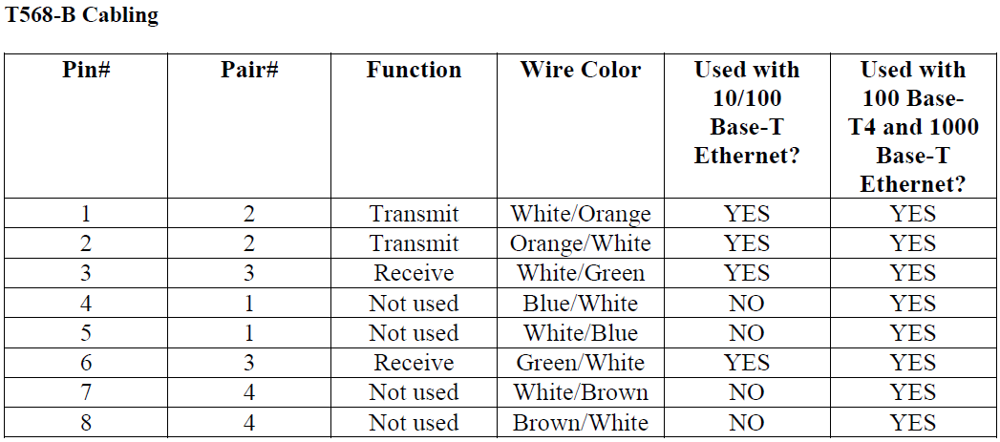 T568-B Cabling
Pin# Pair# Function Wire Color Used with Used with
10/100 100 Base-
Base-T T4 and 1000
Ethernet? Base-T
Ethernet?
1 2 Transmit White/Orange YES YES
2 2 Transmit Orange/White YES YES
3 3 Receive White/Green YES YES
4 1 Not used Blue/White NO YES
5 1 Not used White/Blue NO YES
6 3 Receive Green/White YES YES
7 4 Not used White/Brown NO YES
8 4 Not used Brown/White NO YES